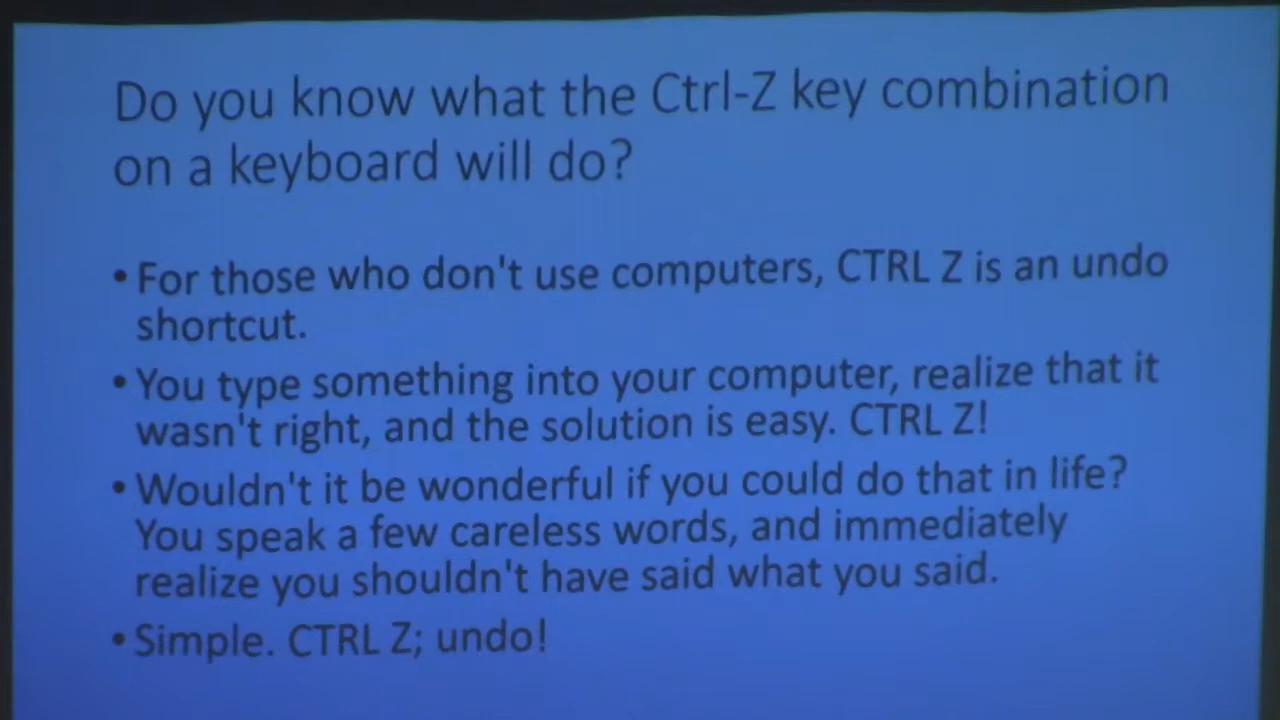 Do you know what the Ctrl-Z key combination
on a keyboard will do?
• For those who don't use computers, CTRL Z is an undo
shortcut.
• You type something into your computer, realize that it
wasn't right, and the solution is easy. CTRL Z!
• Wouldn't it be wonderful if you could do that in life?
You speak a few careless words, and immediately
realize you shouldn't have said what you said.
• Simple. CTRL Z; undo!